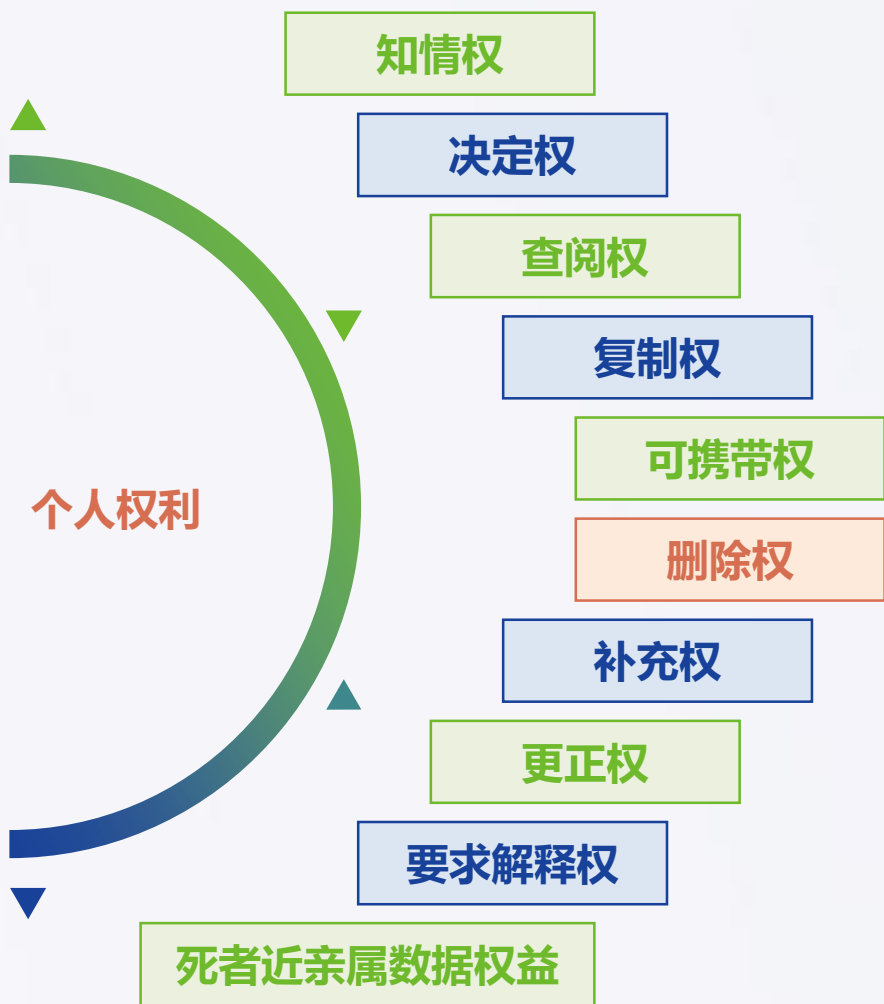 知情权
决定权
查阅权
复制权
可携带权
个人权利
删除权
补充权
更正权
要求解释权
死者近亲属数据权益